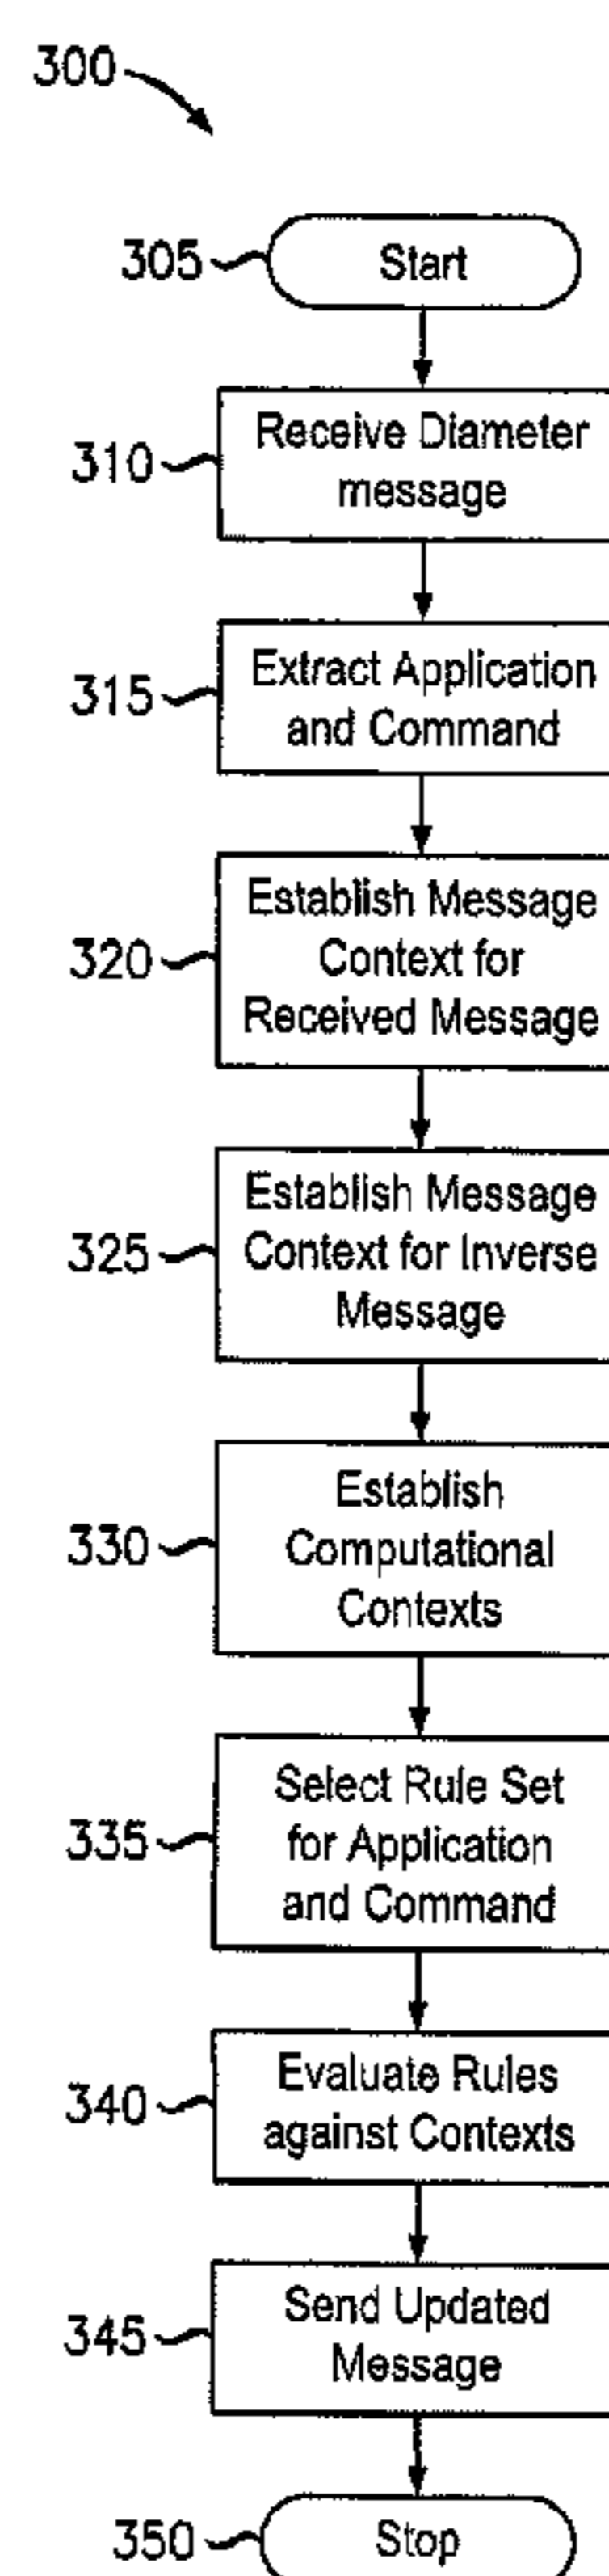 300
305
Start
310
Receive Diameter
message
315
Extract Application
and Command
320
Establish Message
Context for
Received Message
325
Establish Message
Context for Inverse
Message
330
Establish
Computational
Contexts
335
Select Rule Set
for Application
and Command
340
Evaluate Rules
against Contexts
345
Send Updated
Message
350
Stop